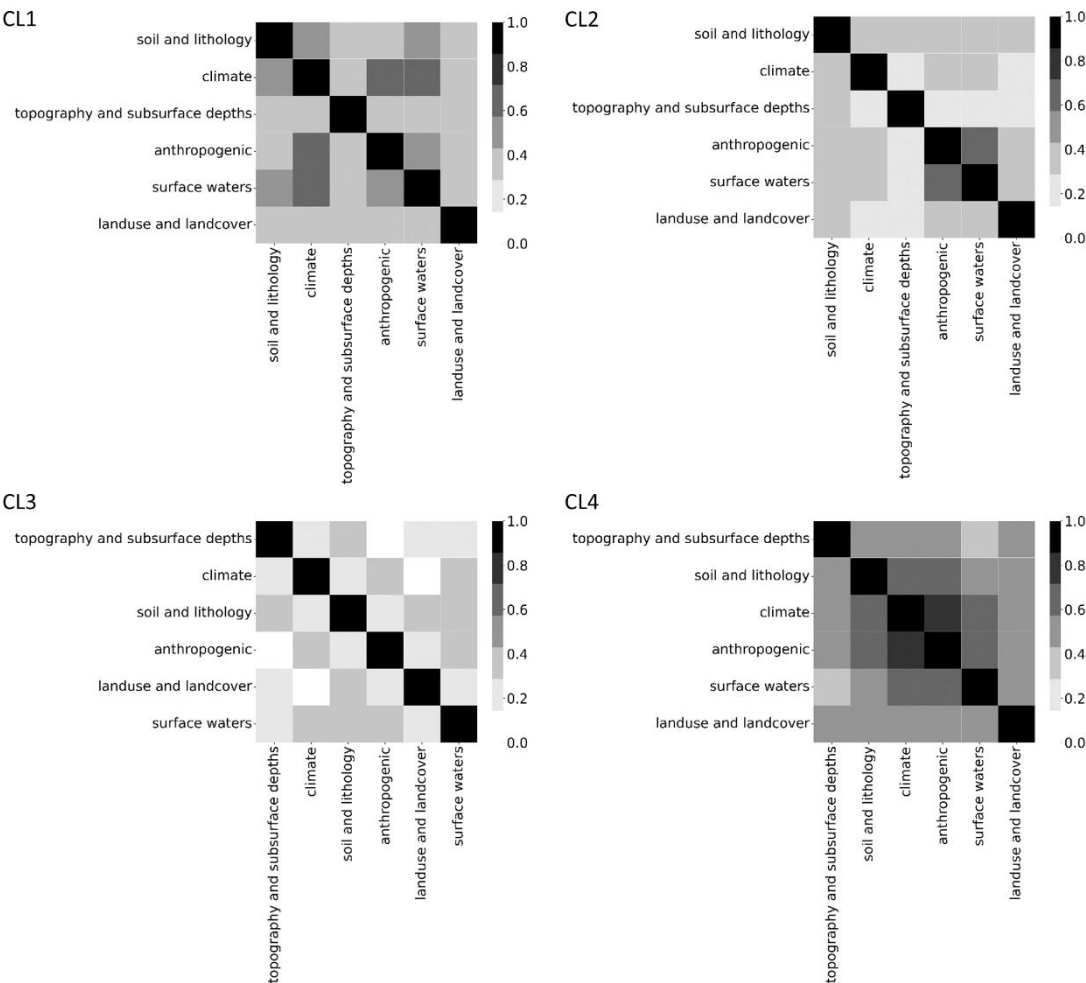 CL1
soil and lithology
climate
topography and subsurface depths
anthropogenic
surface waters
landuse and landcover
soil and lithology
climate
topography and subsurface depths
anthropogenic
surface waters
landuse and landcover
1.0
0.8
0.6
0.4
0.2
0.0
CL2
soil and lithology
climate
topography and subsurface depths
anthropogenic
surface waters
landuse and landcover
soil and lithology
climate
topography and subsurface depths
anthropogenic
surface waters
landuse and landcover
1.0
0.8
0.6
0.4
0.2
0.0
CL3
topography and subsurface depths
climate
soil and lithology
anthropogenic
landuse and landcover
surface waters
topography and subsurface depths
climate
soil and lithology
anthropogenic
landuse and landcover
surface waters
1.0
0.8
0.6
0.4
0.2
0.0
CL4
topography and subsurface depths
soil and lithology
climate
anthropogenic
surface waters
landuse and landcover
topography and subsurface depths
soil and lithology
climate
anthropogenic
surface waters
landuse and landcover
1.0
0.8
0.6
0.4
0.2
0.0